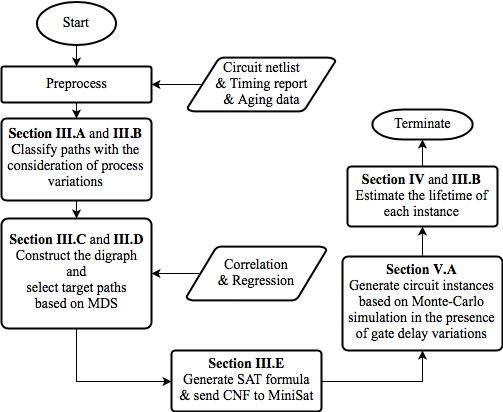 Start
Preprocess
Circuit netlist
& Timing report
& Aging data
Section III.A and III.B
Classify paths with the
consideration of process
variations
Section III.C and III.D
Construct the digraph
and
select target paths
based on MDS
Correlation
& Regression
Section III.E
Generate SAT formula
& send CNF to MiniSat
Section V.A
Generate circuit instances
based on Monte-Carlo
simulation in the presence
of gate delay variations
Section IV and III.B
Estimate the lifetime of
each instance
Terminate